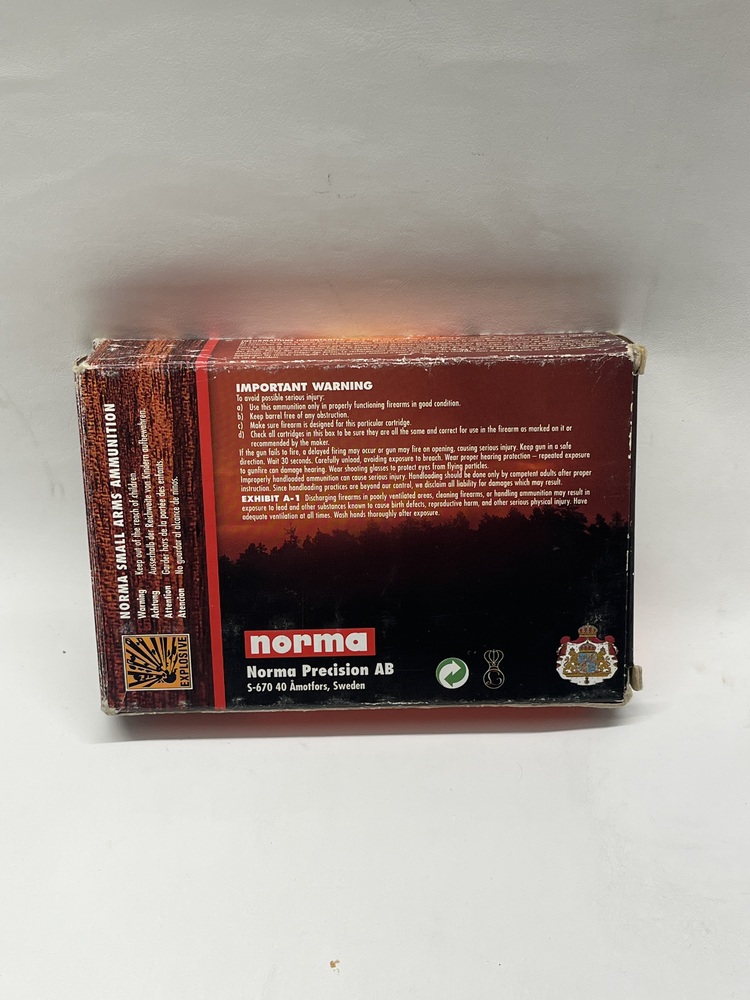 IMPORTANT WARNING
To avoid possible serious injury:
a) Use this ammunition only in properly functioning firearms in good condition.
b) Keep barrel free of any obstruction.
c) Make sure firearm is designed for this particular cartridge.
d) Check all cartridges in this box to be sure they are all the same and correct for use in the firearm as marked on it or
recommended by the maker.
If the gun fails to fire, a delayed firing may occur or gun may fire on opening, causing serious injury. Keep gun in a safe
direction. Wait 30 seconds. Carefully unload, avoiding exposure to breach. Wear proper hearing protection – repeated exposure
to gunfire can damage hearing. Wear shooting glasses to protect eyes from flying particles.
Improperly handloaded ammunition can cause serious injury. Handloading should be done only by competent adults after proper
instruction. Since handloading practices are beyond our control, we disclaim all liability for damages which may result.
EXHIBIT A-1 Discharging firearms in poorly ventilated areas, cleaning firearms, or handling ammunition may result in
exposure to lead and other substances known to cause birth defects, reproductive harm, and other serious physical injury. Have
adequate ventilation at all times. Wash hands thoroughly after exposure.
norma
Norma Precision AB
S-670 40 Åmotfors, Sweden
NORMA SMALL ARMS AMMUNITION
Warning Keep out of the reach of children
Achtung Ausserhalb der Reichweite von Kindern aufbewahren.
Attention Garder hors de la portée des enfants.
Atencion No guardar al alcance de niños.
EXPLOSIVE